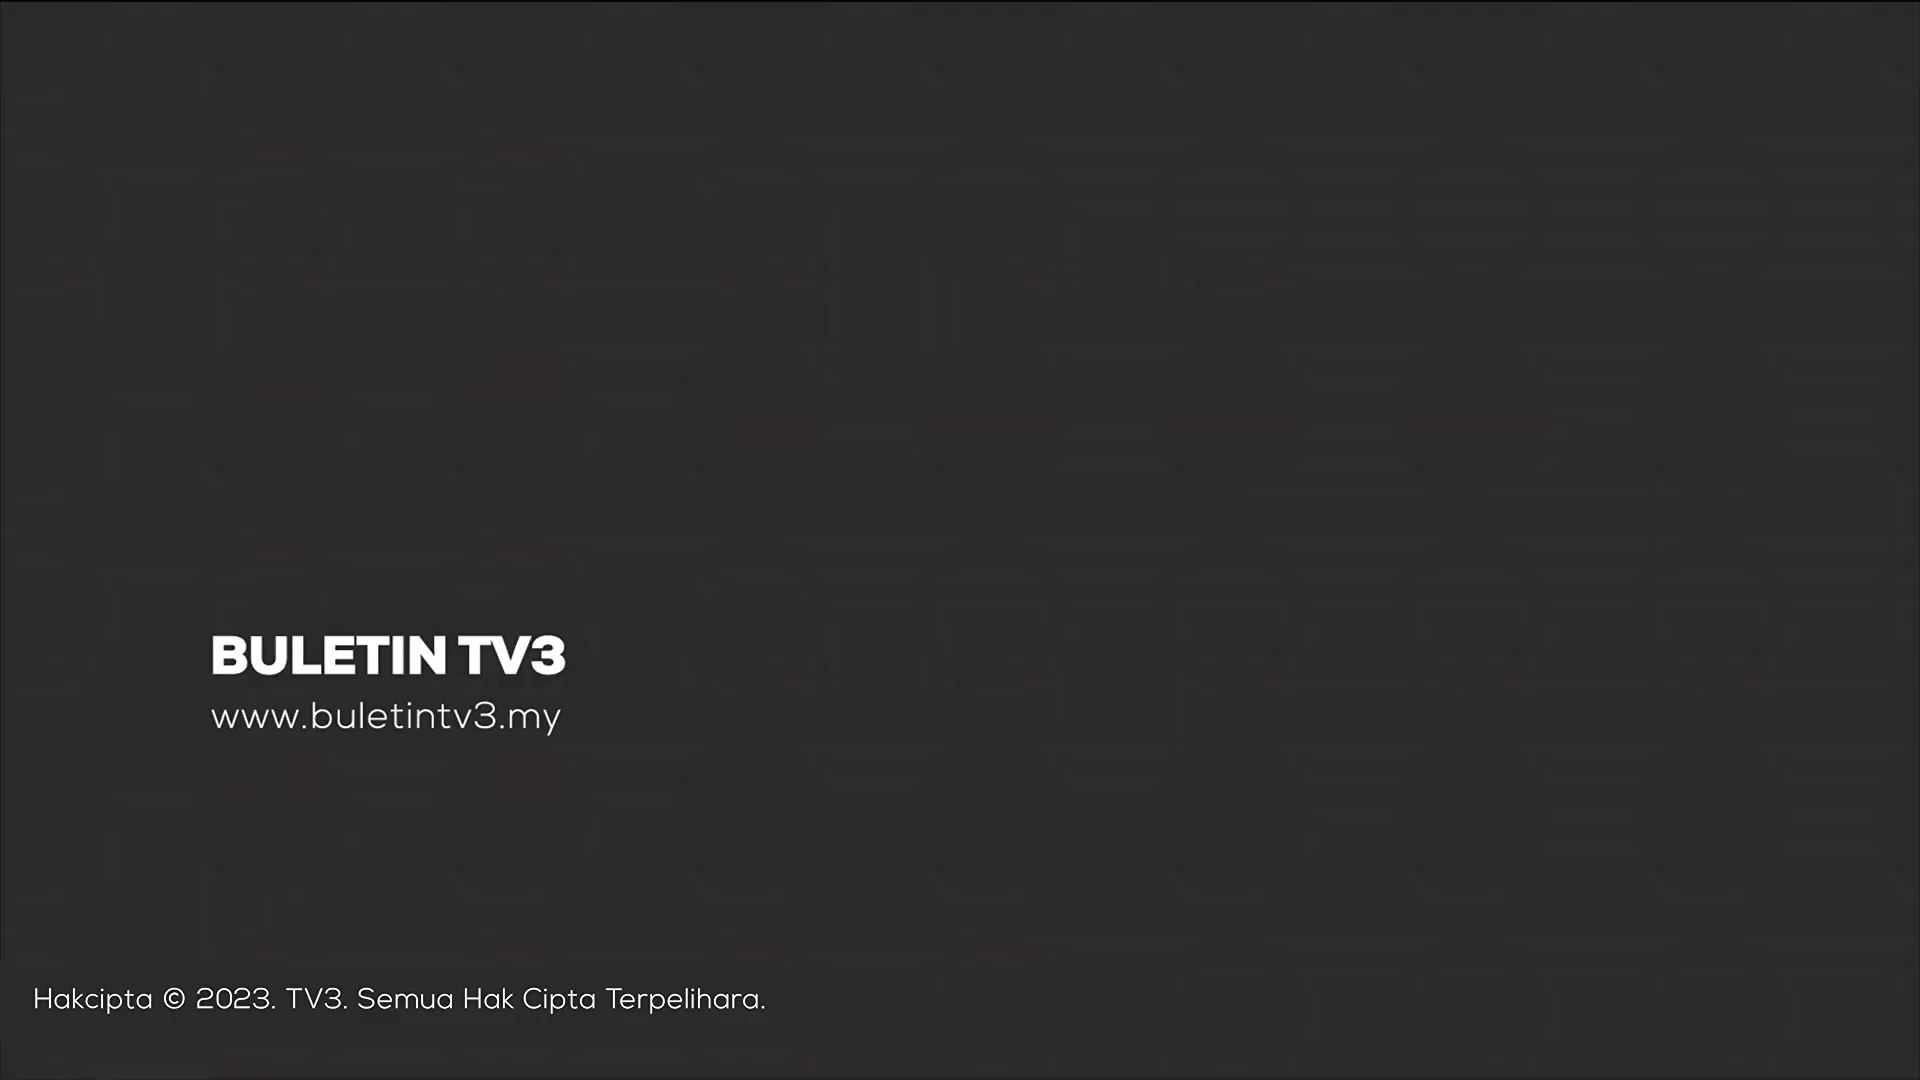 BULETIN TV3
www.buletintv3.my
Hakcipta © 2023. TV3. Semua Hak Cipta Terpelihara.